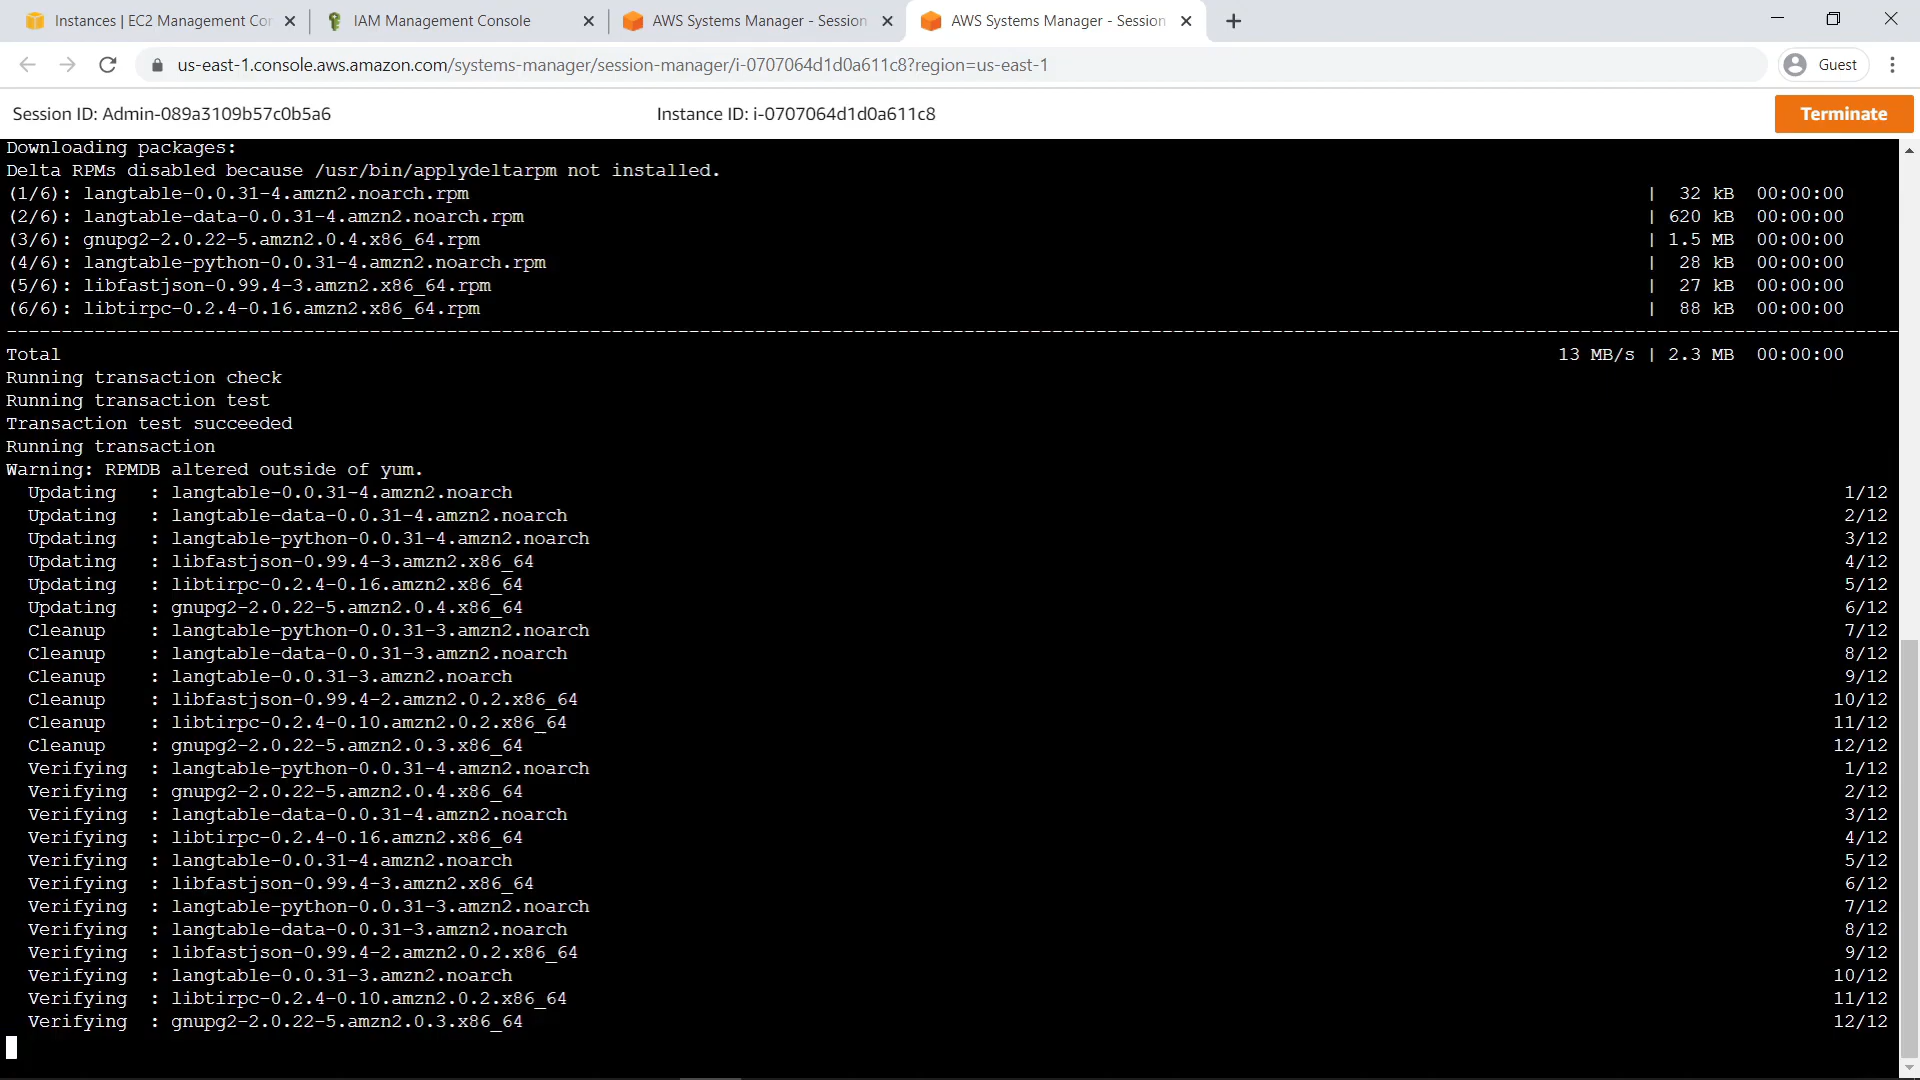 Instances | EC2 Management Con
IAM Management Console
AWS Systems Manager - Session
AWS Systems Manager - Session
us-east-1.console.aws.amazon.com/systems-manager/session-manager/i-0707064d1d0a611c8?region=us-east-1
Guest
Session ID: Admin-089a3109b57c0b5a6 Instance ID: i-0707064d1d0a611c8 Terminate
Downloading packages:
Delta RPMs disabled because /usr/bin/applydeltarpm not installed.
(1/6): langtable-0.0.31-4.amzn2.noarch.rpm | 32 kB 00:00:00
(2/6): langtable-data-0.0.31-4.amzn2.noarch.rpm | 620 kB 00:00:00
(3/6): gnupg2-2.0.22-5.amzn2.0.4.x86_64.rpm | 1.5 MB 00:00:00
(4/6): langtable-python-0.0.31-4.amzn2.noarch.rpm | 28 kB 00:00:00
(5/6): libfastjson-0.99.4-3.amzn2.x86_64.rpm | 27 kB 00:00:00
(6/6): libtirpc-0.2.4-0.16.amzn2.x86_64.rpm | 88 kB 00:00:00
Total 13 MB/s | 2.3 MB 00:00:00
Running transaction check
Running transaction test
Transaction test succeeded
Running transaction
Warning: RPMDB altered outside of yum.
Updating : langtable-0.0.31-4.amzn2.noarch 1/12
Updating : langtable-data-0.0.31-4.amzn2.noarch 2/12
Updating : langtable-python-0.0.31-4.amzn2.noarch 3/12
Updating : libfastjson-0.99.4-3.amzn2.x86_64 4/12
Updating : libtirpc-0.2.4-0.16.amzn2.x86_64 5/12
Updating : gnupg2-2.0.22-5.amzn2.0.4.x86_64 6/12
Cleanup : langtable-python-0.0.31-3.amzn2.noarch 7/12
Cleanup : langtable-data-0.0.31-3.amzn2.noarch 8/12
Cleanup : langtable-0.0.31-3.amzn2.noarch 9/12
Cleanup : libfastjson-0.99.4-2.amzn2.0.2.x86_64 10/12
Cleanup : libtirpc-0.2.4-0.10.amzn2.0.2.x86_64 11/12
Cleanup : gnupg2-2.0.22-5.amzn2.0.3.x86_64 12/12
Verifying : langtable-python-0.0.31-4.amzn2.noarch 1/12
Verifying : gnupg2-2.0.22-5.amzn2.0.4.x86_64 2/12
Verifying : langtable-data-0.0.31-4.amzn2.noarch 3/12
Verifying : libtirpc-0.2.4-0.16.amzn2.x86_64 4/12
Verifying : langtable-0.0.31-4.amzn2.noarch 5/12
Verifying : libfastjson-0.99.4-3.amzn2.x86_64 6/12
Verifying : langtable-python-0.0.31-3.amzn2.noarch 7/12
Verifying : langtable-data-0.0.31-3.amzn2.noarch 8/12
Verifying : libfastjson-0.99.4-2.amzn2.0.2.x86_64 9/12
Verifying : langtable-0.0.31-3.amzn2.noarch 10/12
Verifying : libtirpc-0.2.4-0.10.amzn2.0.2.x86_64 11/12
Verifying : gnupg2-2.0.22-5.amzn2.0.3.x86_64 12/12